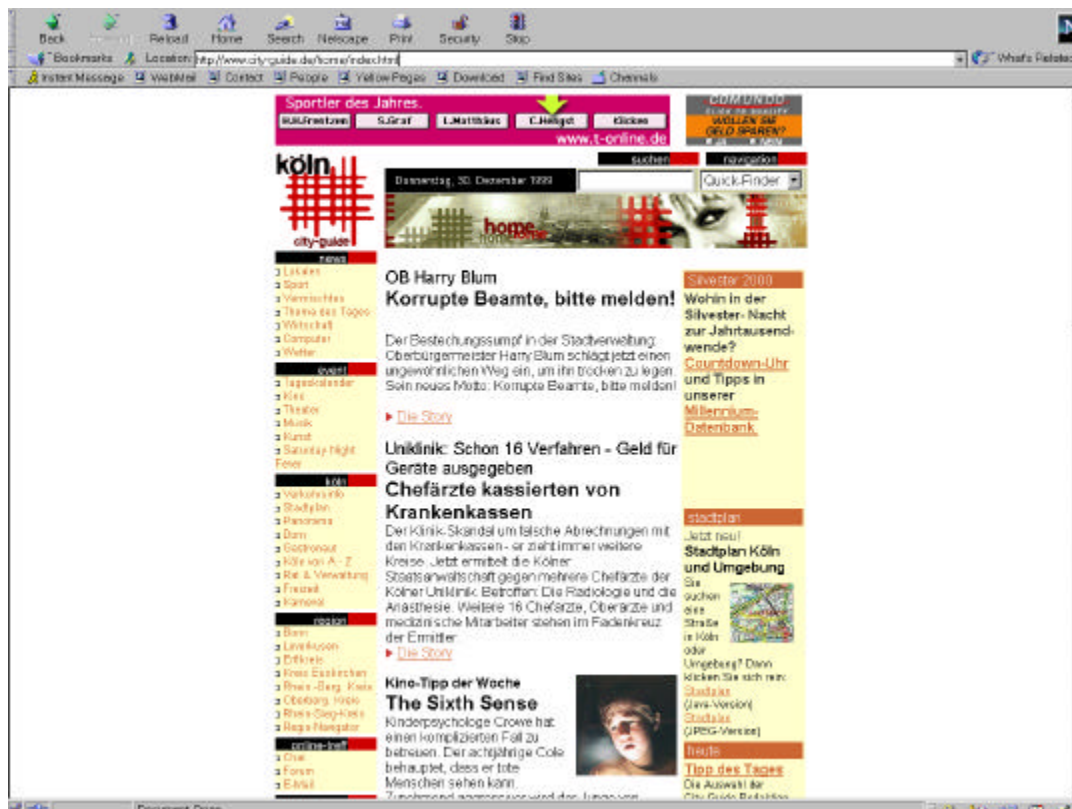 Back
Reload
Home
Search
Netscape
Print
Security
Stop
Bookmarks
Location:
http://www.city-guide.de/home/index.html
What's Related
Instant Message
WebMail
Contact
People
Yellow Pages
Download
Find Sites
Channels
Sportler des Jahres.
H.H.Frentzen
S.Graf
L.Matthäus
C.Hengst
Klicken
www.t-online.de
COMUNDO
WOLLEN SIE
GELD SPAREN?
köln
city-guide
suchen
navigation
Donnerstag, 30. Dezember 1999
Quick-Finder
home
news
Lokales
Sport
Vermischtes
Thema des Tages
Wirtschaft
Computer
Wetter
event
Tageskalender
Kino
Theater
Musik
Kunst
Saturday Night
Fever
köln
Verkehrsinfo
Stadtplan
Panorama
Dom
Gastronaut
Köln von A - Z
Rat & Verwaltung
Freizeit
Karneval
region
Bonn
Leverkusen
Erftkreis
Kreis Euskirchen
Rhein.-Berg. Kreis
Oberberg. Kreis
Rhein-Sieg-Kreis
Regio-Navigator
online-treff
Chat
Forum
E-Mail
OB Harry Blum
Korrupte Beamte, bitte melden!
Der Bestechungssumpf in der Stadtverwaltung:
Oberbürgermeister Harry Blum schlägt jetzt einen
ungewöhnlichen Weg ein, um ihn trocken zu legen.
Sein neues Motto: Korrupte Beamte, bitte melden!
Die Story
Uniklinik: Schon 16 Verfahren - Geld für
Geräte ausgegeben
Chefärzte kassierten von
Krankenkassen
Der Klinik-Skandal um falsche Abrechnungen mit
den Krankenkassen - er zieht immer weitere
Kreise. Jetzt ermittelt die Kölner
Staatsanwaltschaft gegen mehrere Chefärzte der
Kölner Uniklinik. Betroffen: Die Radiologie und die
Anästhesie. Weitere 16 Chefärzte, Oberärzte und
medizinische Mitarbeiter stehen im Fadenkreuz
der Ermittler.
Die Story
Kino-Tipp der Woche
The Sixth Sense
Kinderpsychologe Crowe hat
einen komplizierten Fall zu
betreuen. Der achtjährige Cole
behauptet, dass er tote
Menschen sehen kann.
Zunehmend aggressiver wird der Junge von
Silvester 2000
Wohin in der
Silvester- Nacht
zur Jahrtausend-
wende?
Countdown-Uhr
und Tipps in
unserer
Millennium-
Datenbank.
stadtplan
Jetzt neu!
Stadtplan Köln
und Umgebung
Sie
suchen
eine
Straße
in Köln
oder
Umgebung? Dann
klicken Sie sich rein:
Stadtplan
(Java-Version)
Stadtplan
(JPEG-Version)
heute
Tipp des Tages
Die Auswahl der
City Guide Redaktion
Document: Done